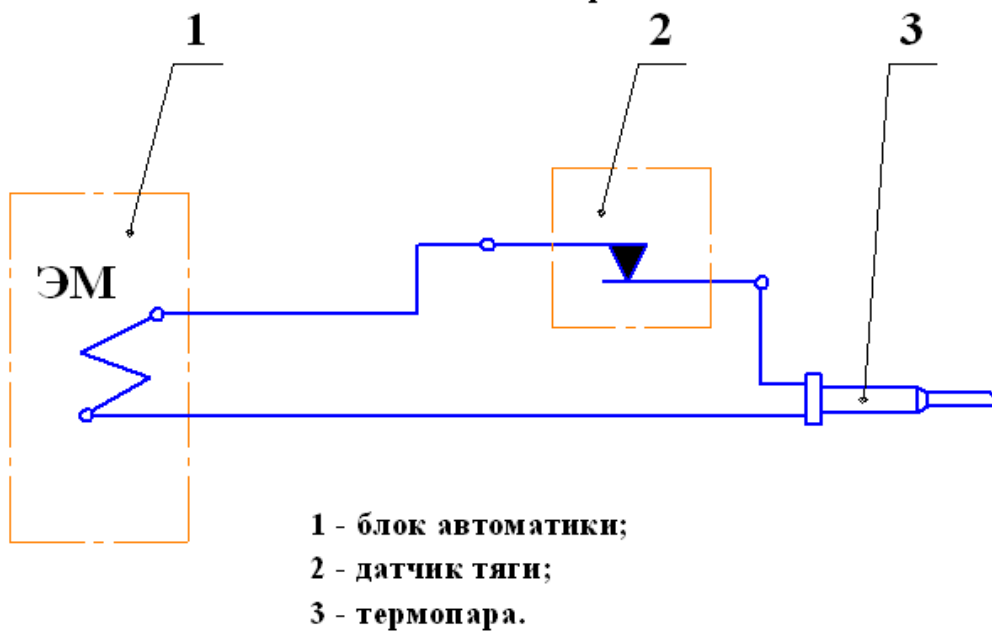 1 2 3
ЭМ
1 - блок автоматики;
2 - датчик тяги;
3 - термопара.